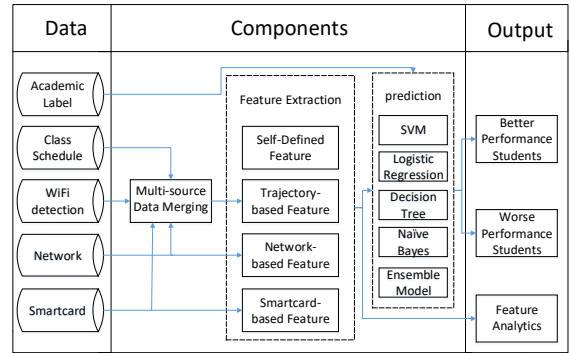 Data
Components
Output
Academic
Label
Class
Schedule
WiFi
detection
Network
Smartcard
Multi-source
Data Merging
Feature Extraction
Self-Defined
Feature
Trajectory-
based Feature
Network-
based Feature
Smartcard-
based Feature
prediction
SVM
Logistic
Regression
Decision
Tree
Naïve
Bayes
Ensemble
Model
Better
Performance
Students
Worse
Performance
Students
Feature
Analytics